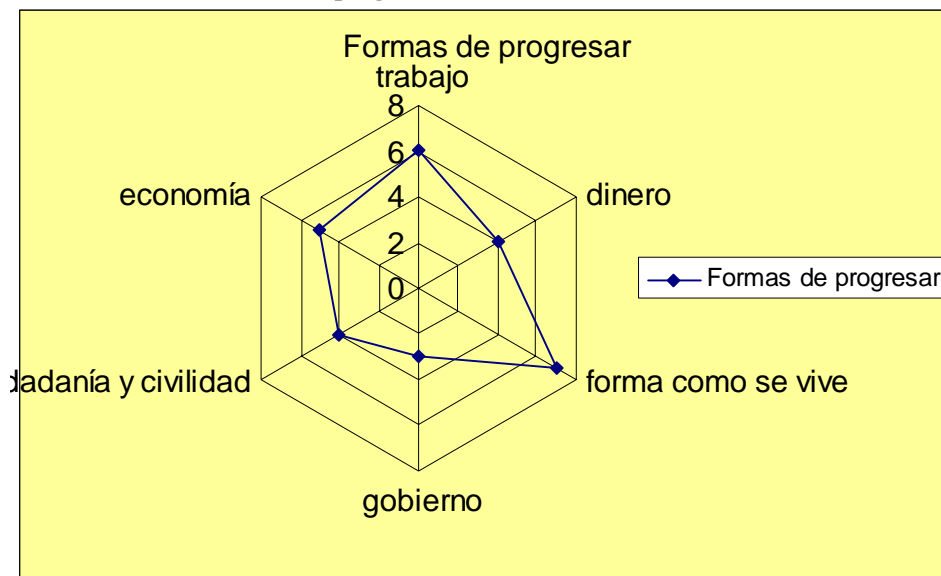 Formas de progresar
trabajo
8
6
4
2
0
economía
dinero
Formas de progresar
dadanía y civilidad
forma como se vive
gobierno